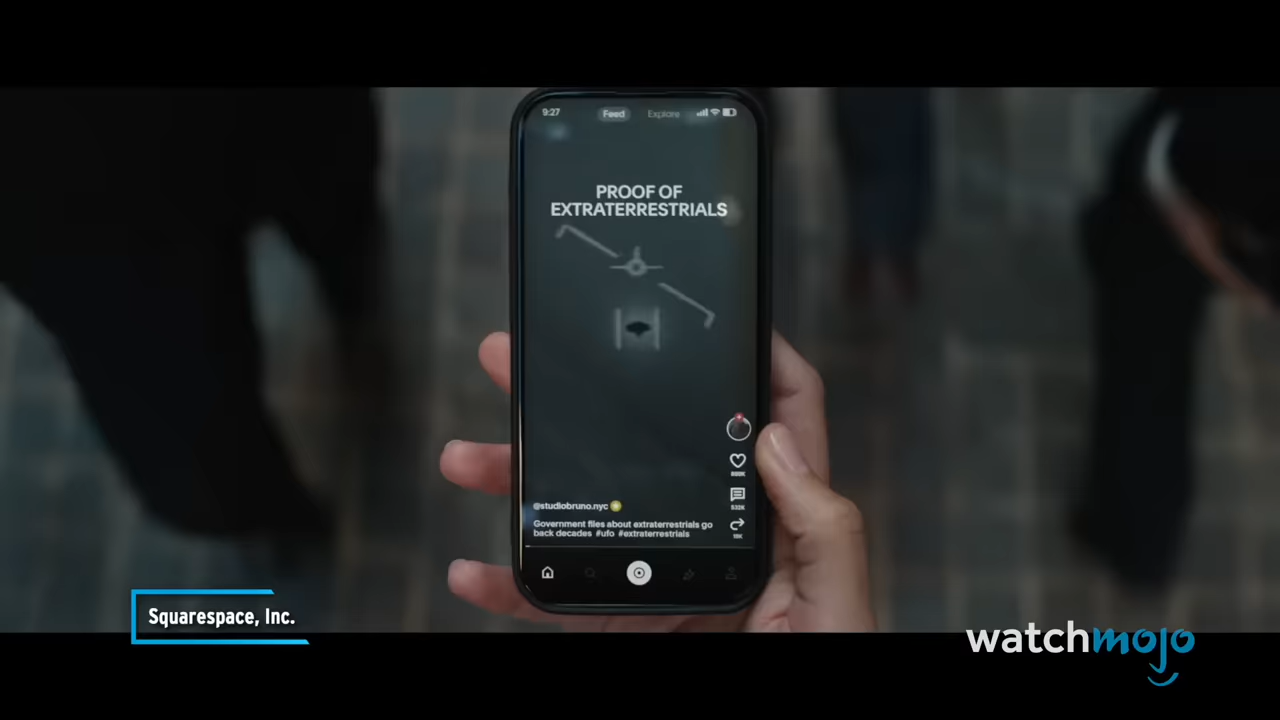 9:27
Feed
Explore
PROOF OF
EXTRATERRESTRIALS
@studiobruno.nyc
Government files about extraterrestrials go
back decades #ufo #extraterrestrials
532K
Squarespace, Inc.
watchmojo